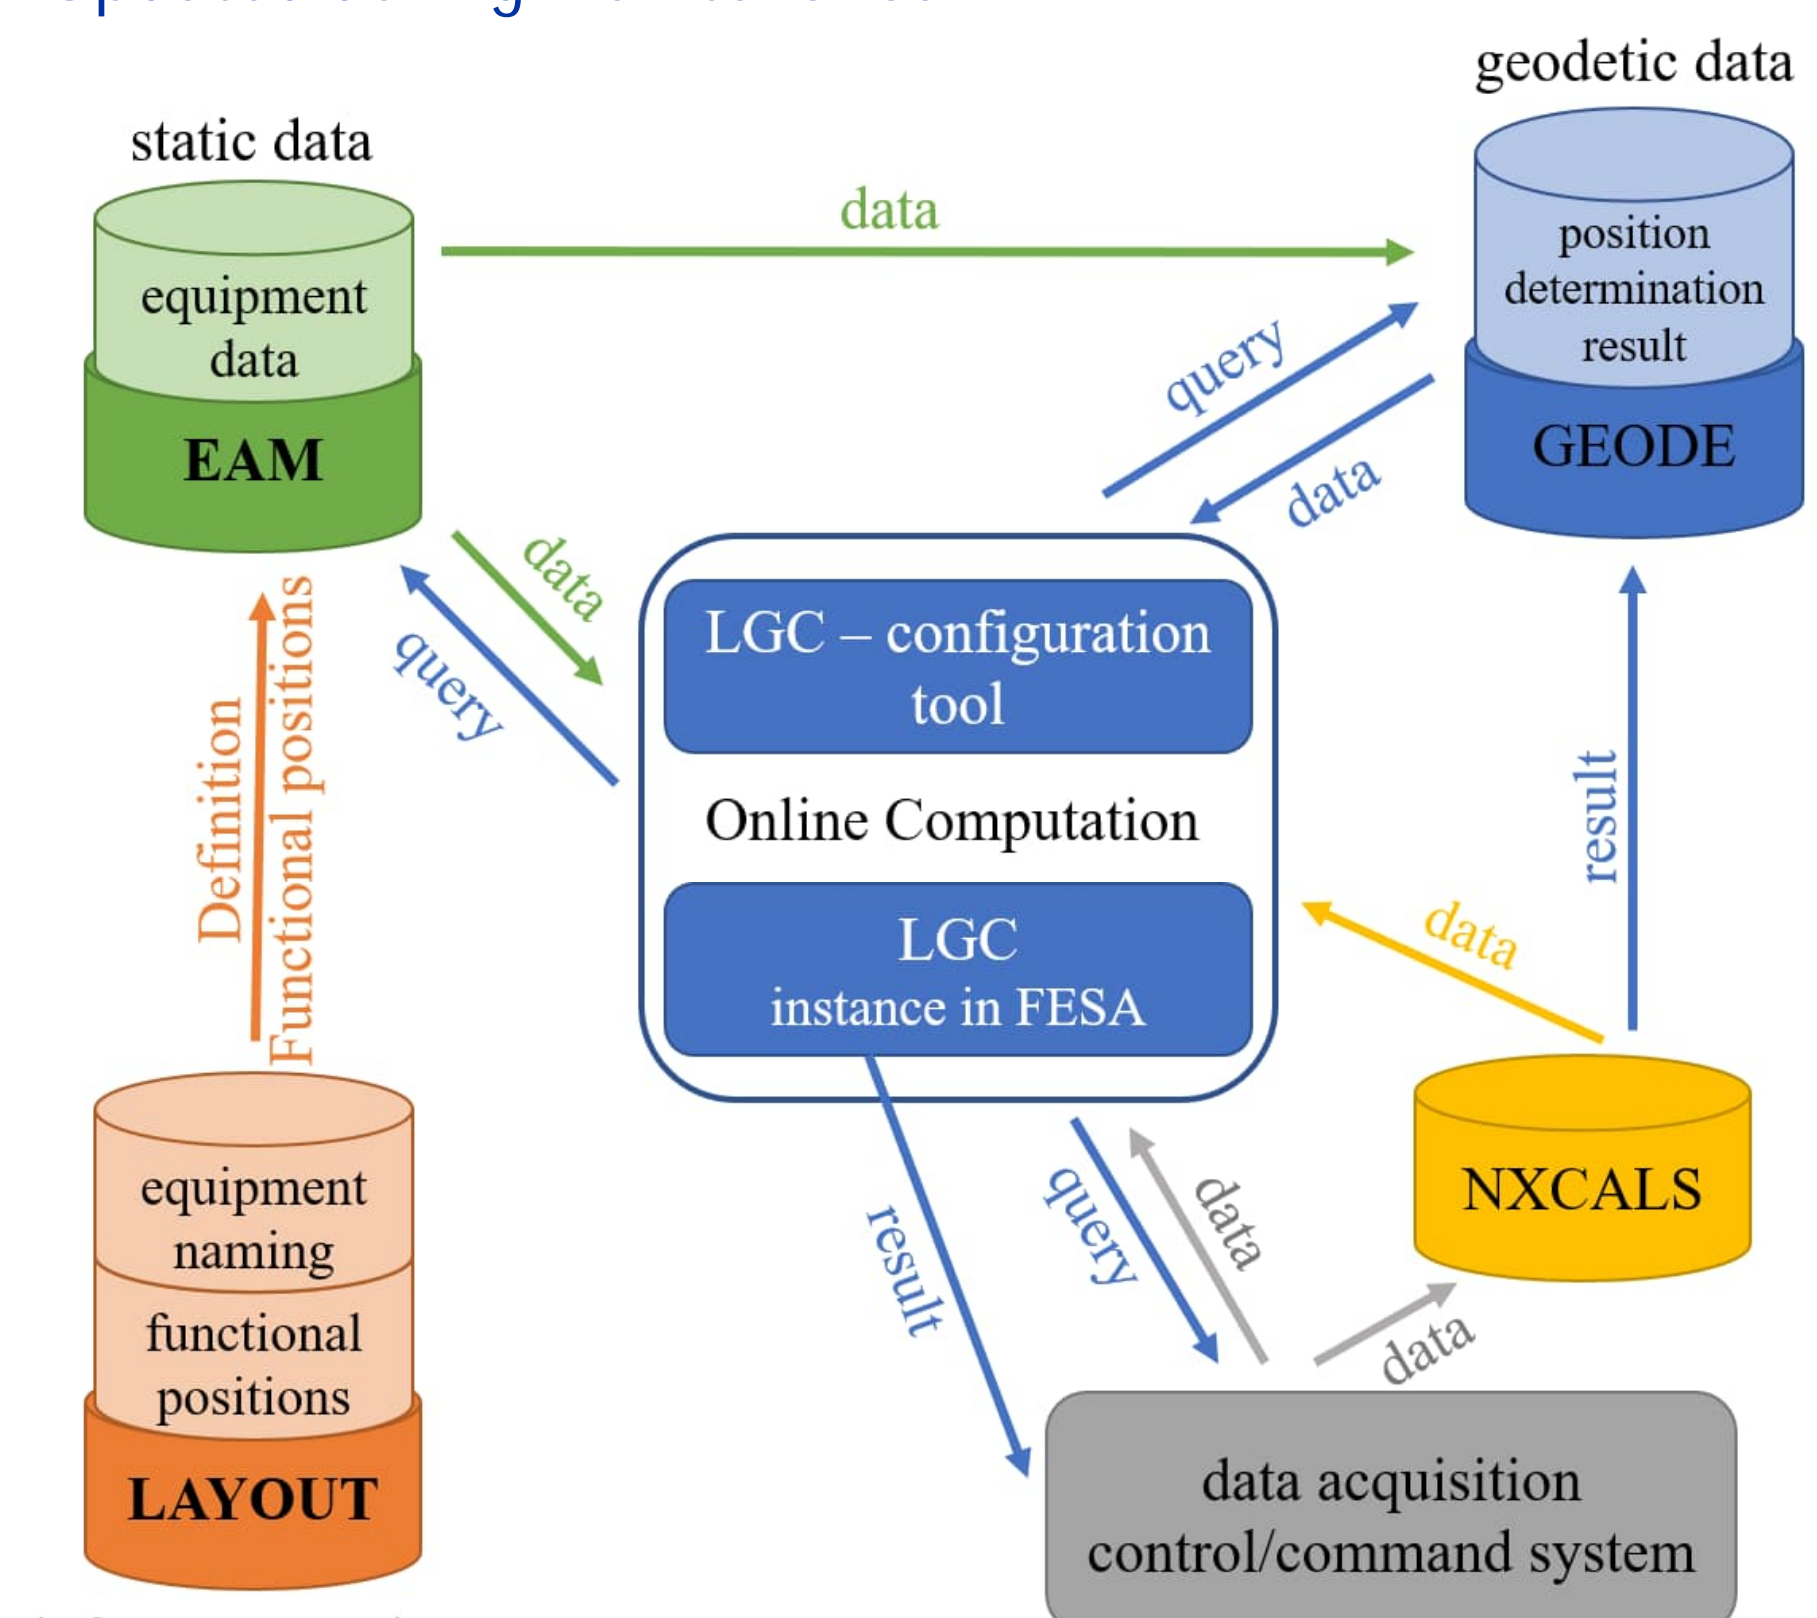 geodetic data
static data
data
position
determination
result
equipment
data
EAM
GEODE
query
data
data
query
LGC – configuration
tool
Online Computation
LGC
instance in FESA
Definition
Functional positions
result
data
NXCALS
equipment
naming
functional
positions
LAYOUT
result
query
data
data
data acquisition
control/command system